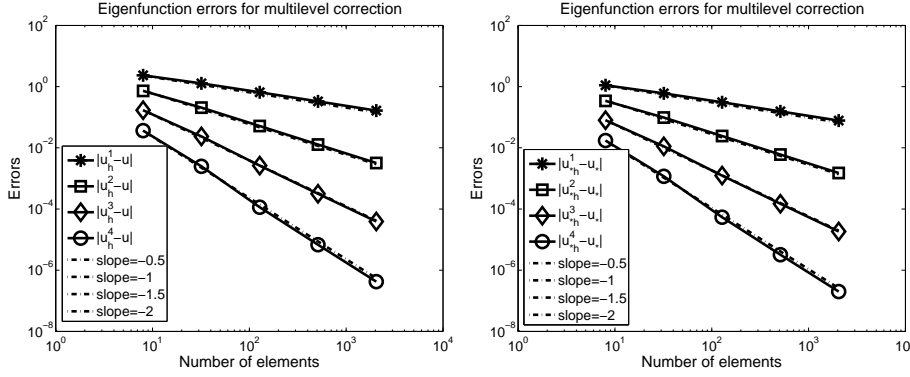 Eigenfunction errors for multilevel correction
10^2
10^0
10^−2
10^−4
10^−6
10^−8
Errors
|u_h^1−u|
|u_h^2−u|
|u_h^3−u|
|u_h^4−u|
slope=−0.5
slope=−1
slope=−1.5
slope=−2
10^0
10^1
10^2
10^3
10^4
Number of elements
Eigenfunction errors for multilevel correction
10^2
10^0
10^−2
10^−4
10^−6
10^−8
Errors
|u_{*h}^1−u_*|
|u_{*h}^2−u_*|
|u_{*h}^3−u_*|
|u_{*h}^4−u_*|
slope=−0.5
slope=−1
slope=−1.5
slope=−2
10^0
10^1
10^2
10^3
Number of elements